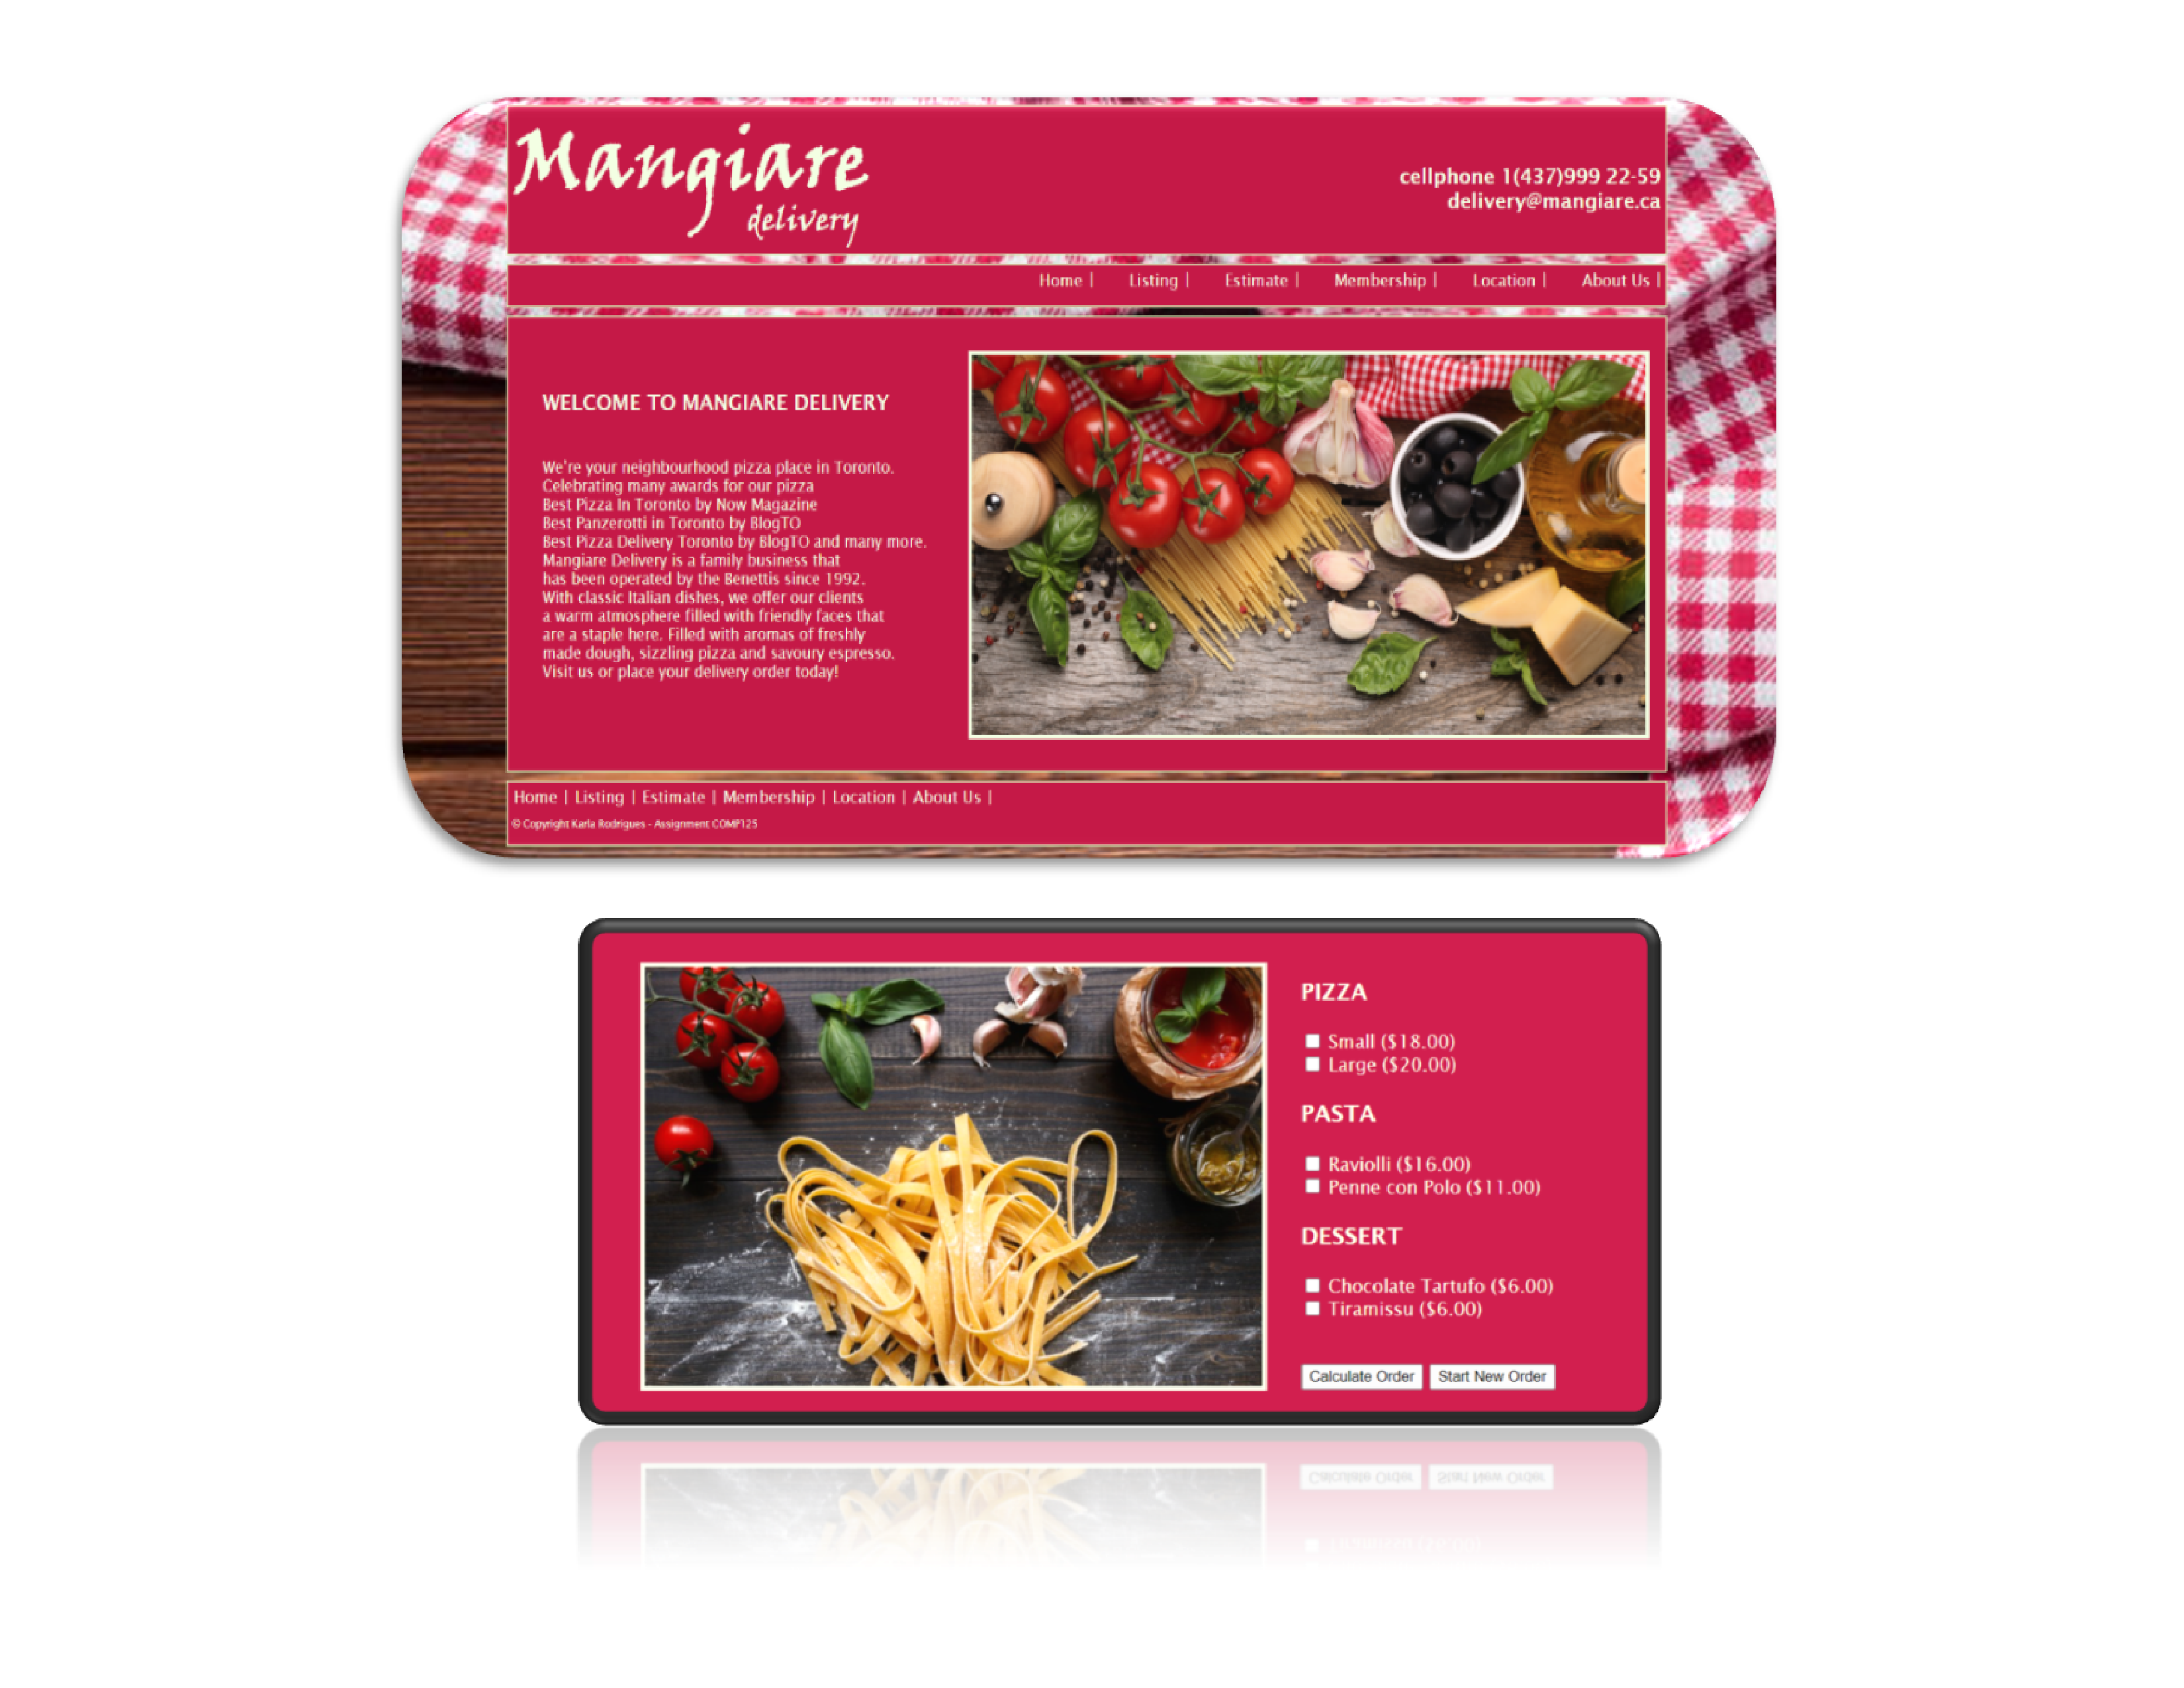 Mangiare
delivery
cellphone 1(437)999 22-59
delivery@mangiare.ca
Home | Listing | Estimate | Membership | Location | About Us |
WELCOME TO MANGIARE DELIVERY
We're your neighbourhood pizza place in Toronto.
Celebrating many awards for our pizza
Best Pizza In Toronto by Now Magazine
Best Panzerotti in Toronto by BlogTO
Best Pizza Delivery Toronto by BlogTO and many more.
Mangiare Delivery is a family business that
has been operated by the Benettis since 1992.
With classic Italian dishes, we offer our clients
a warm atmosphere filled with friendly faces that
are a staple here. Filled with aromas of freshly
made dough, sizzling pizza and savoury espresso.
Visit us or place your delivery order today!
Home | Listing | Estimate | Membership | Location | About Us |
© Copyright Karla Rodrigues - Assignment COMP125
PIZZA
Small ($18.00)
Large ($20.00)
PASTA
Raviolli ($16.00)
Penne con Polo ($11.00)
DESSERT
Chocolate Tartufo ($6.00)
Tiramissu ($6.00)
Calculate Order Start New Order